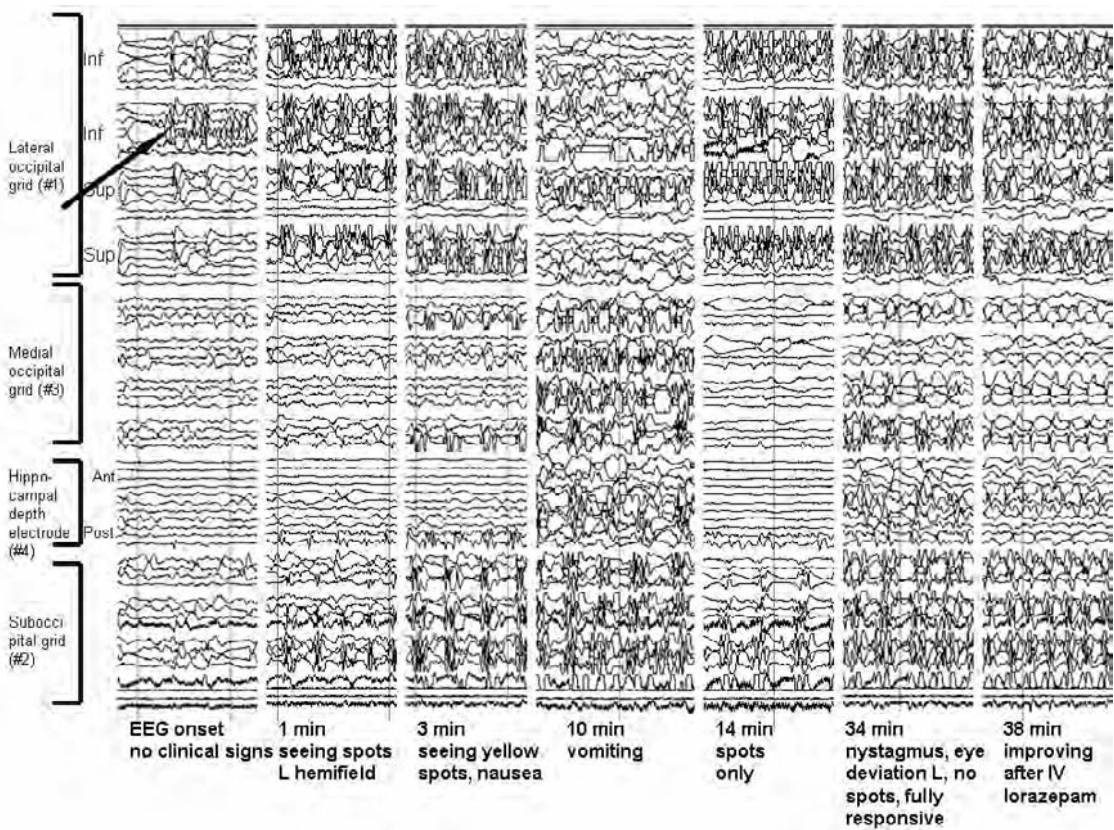 Inf
Inf
Lateral
occipital
grid (#1)
Sup
Sup
Medial
occipital
grid (#3)
Hippo-
campal
depth
electrode
(#4)
Ant
Post.
Subocci
pital grid
(#2)
EEG onset
no clinical signs
1 min
seeing spots
L hemifield
3 min
seeing yellow
spots, nausea
10 min
vomiting
14 min
spots
only
34 min
nystagmus, eye
deviation L, no
spots, fully
responsive
38 min
improving
after IV
lorazepam